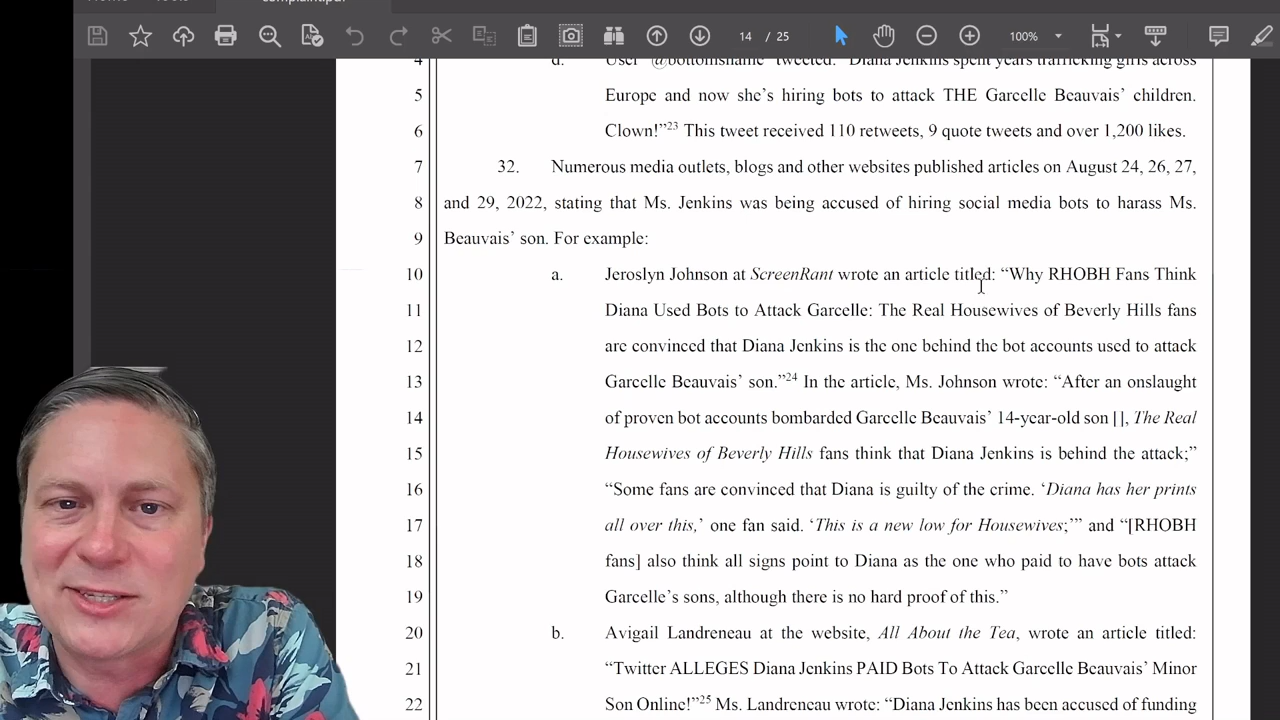 complaint.pdf
14 / 25
100%
4 d. User "@bottomshame" tweeted: "Diana Jenkins spent years trafficking girls across
5 Europe and now she's hiring bots to attack THE Garcelle Beauvais' children.
6 Clown!"23 This tweet received 110 retweets, 9 quote tweets and over 1,200 likes.
7 32. Numerous media outlets, blogs and other websites published articles on August 24, 26, 27,
8 and 29, 2022, stating that Ms. Jenkins was being accused of hiring social media bots to harass Ms.
9 Beauvais' son. For example:
10 a. Jeroslyn Johnson at ScreenRant wrote an article titled: "Why RHOBH Fans Think
11 Diana Used Bots to Attack Garcelle: The Real Housewives of Beverly Hills fans
12 are convinced that Diana Jenkins is the one behind the bot accounts used to attack
13 Garcelle Beauvais' son."24 In the article, Ms. Johnson wrote: "After an onslaught
14 of proven bot accounts bombarded Garcelle Beauvais' 14-year-old son [], The Real
15 Housewives of Beverly Hills fans think that Diana Jenkins is behind the attack;"
16 "Some fans are convinced that Diana is guilty of the crime. 'Diana has her prints
17 all over this,' one fan said. 'This is a new low for Housewives;'" and "[RHOBH
18 fans] also think all signs point to Diana as the one who paid to have bots attack
19 Garcelle's sons, although there is no hard proof of this."
20 b. Avigail Landreneau at the website, All About the Tea, wrote an article titled:
21 "Twitter ALLEGES Diana Jenkins PAID Bots To Attack Garcelle Beauvais' Minor
22 Son Online!"25 Ms. Landreneau wrote: "Diana Jenkins has been accused of funding